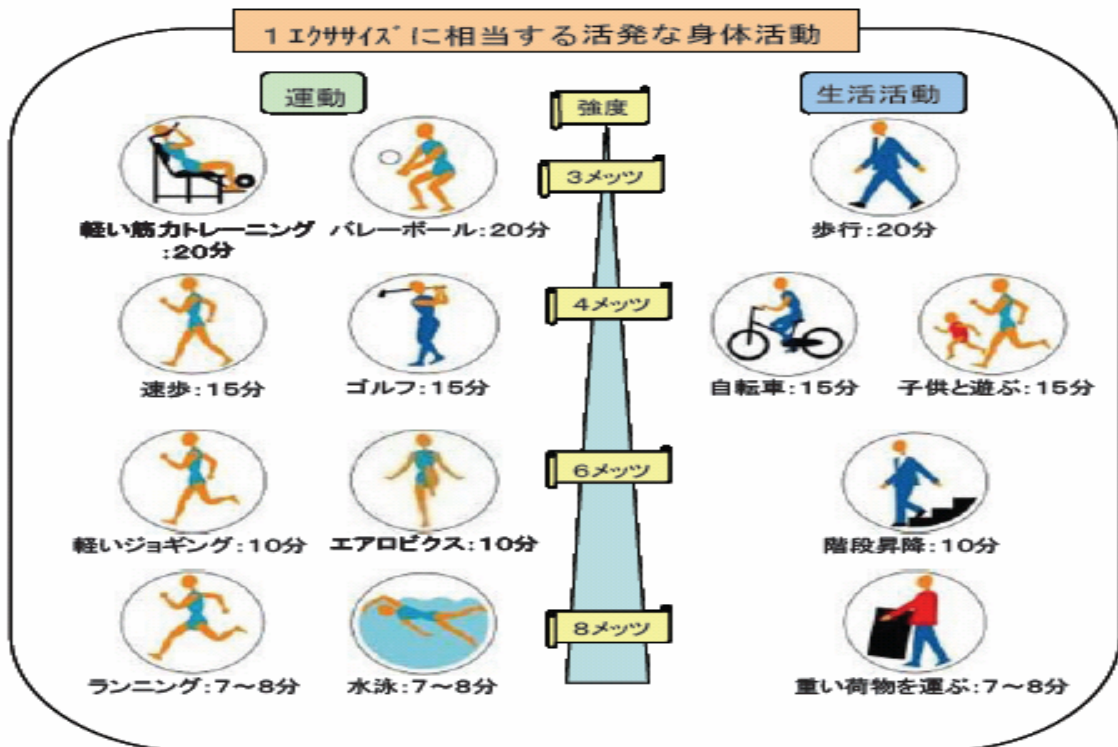 1 ｴｸｻｻｲｽﾞに相当する活発な身体活動
運動
強度
生活活動
3メッツ
軽い筋力トレーニング
:20分
バレーボール:20分
歩行:20分
4メッツ
速歩:15分
ゴルフ:15分
自転車:15分
子供と遊ぶ:15分
6メッツ
軽いジョギング:10分
エアロビクス:10分
階段昇降:10分
8メッツ
ランニング:7～8分
水泳:7～8分
重い荷物を運ぶ:7～8分